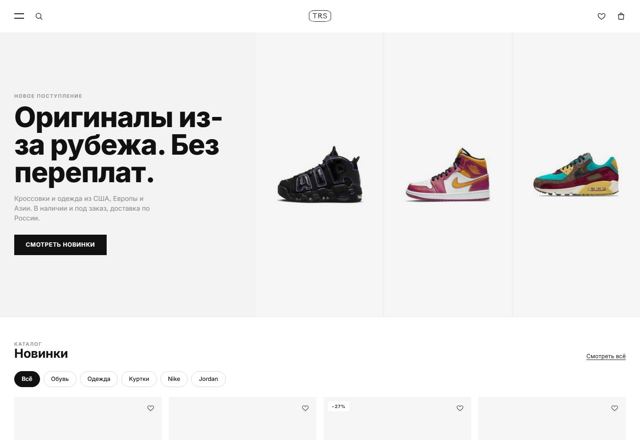 TRS
НОВОЕ ПОСТУПЛЕНИЕ
Оригиналы из-
за рубежа. Без
переплат.
Кроссовки и одежда из США, Европы и
Азии. В наличии и под заказ, доставка по
России.
СМОТРЕТЬ НОВИНКИ
КАТАЛОГ
Новинки
Смотреть всё
Всё Обувь Одежда Куртки Nike Jordan
-27%